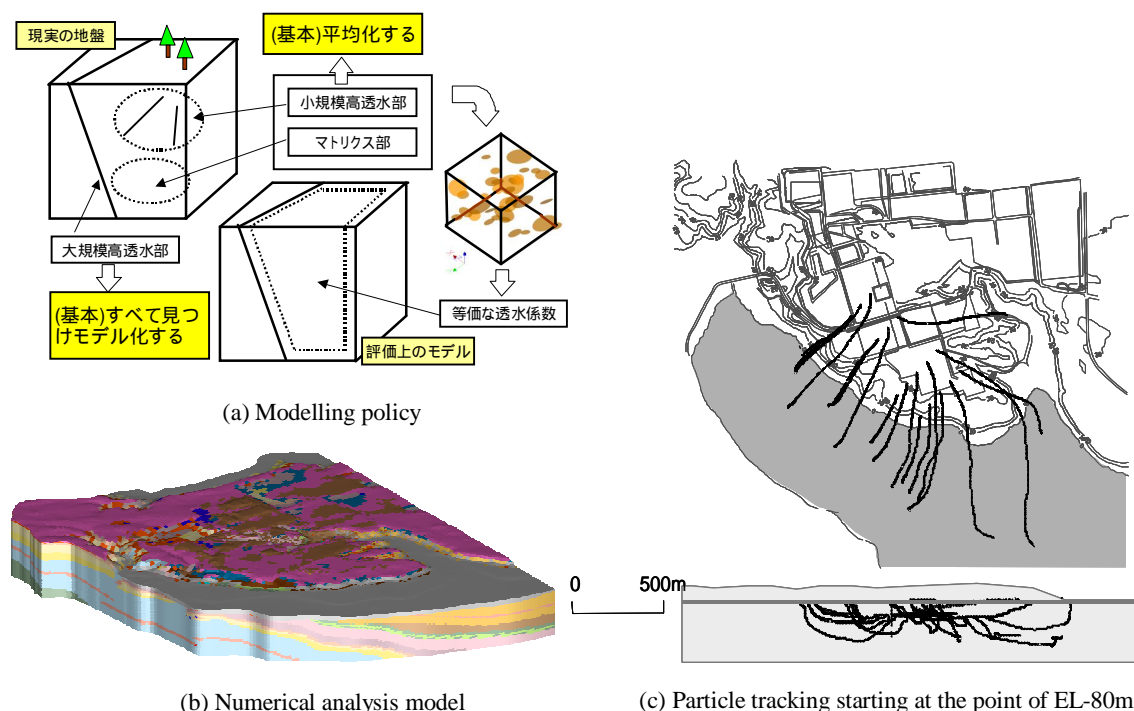 現実の地盤
(基本)平均化する
小規模高透水部
マトリクス部
大規模高透水部
(基本)すべて見つ
けモデル化する
等価な透水係数
評価上のモデル
(a) Modelling policy
0 500m
(b) Numerical analysis model
(c) Particle tracking starting at the point of EL-80m